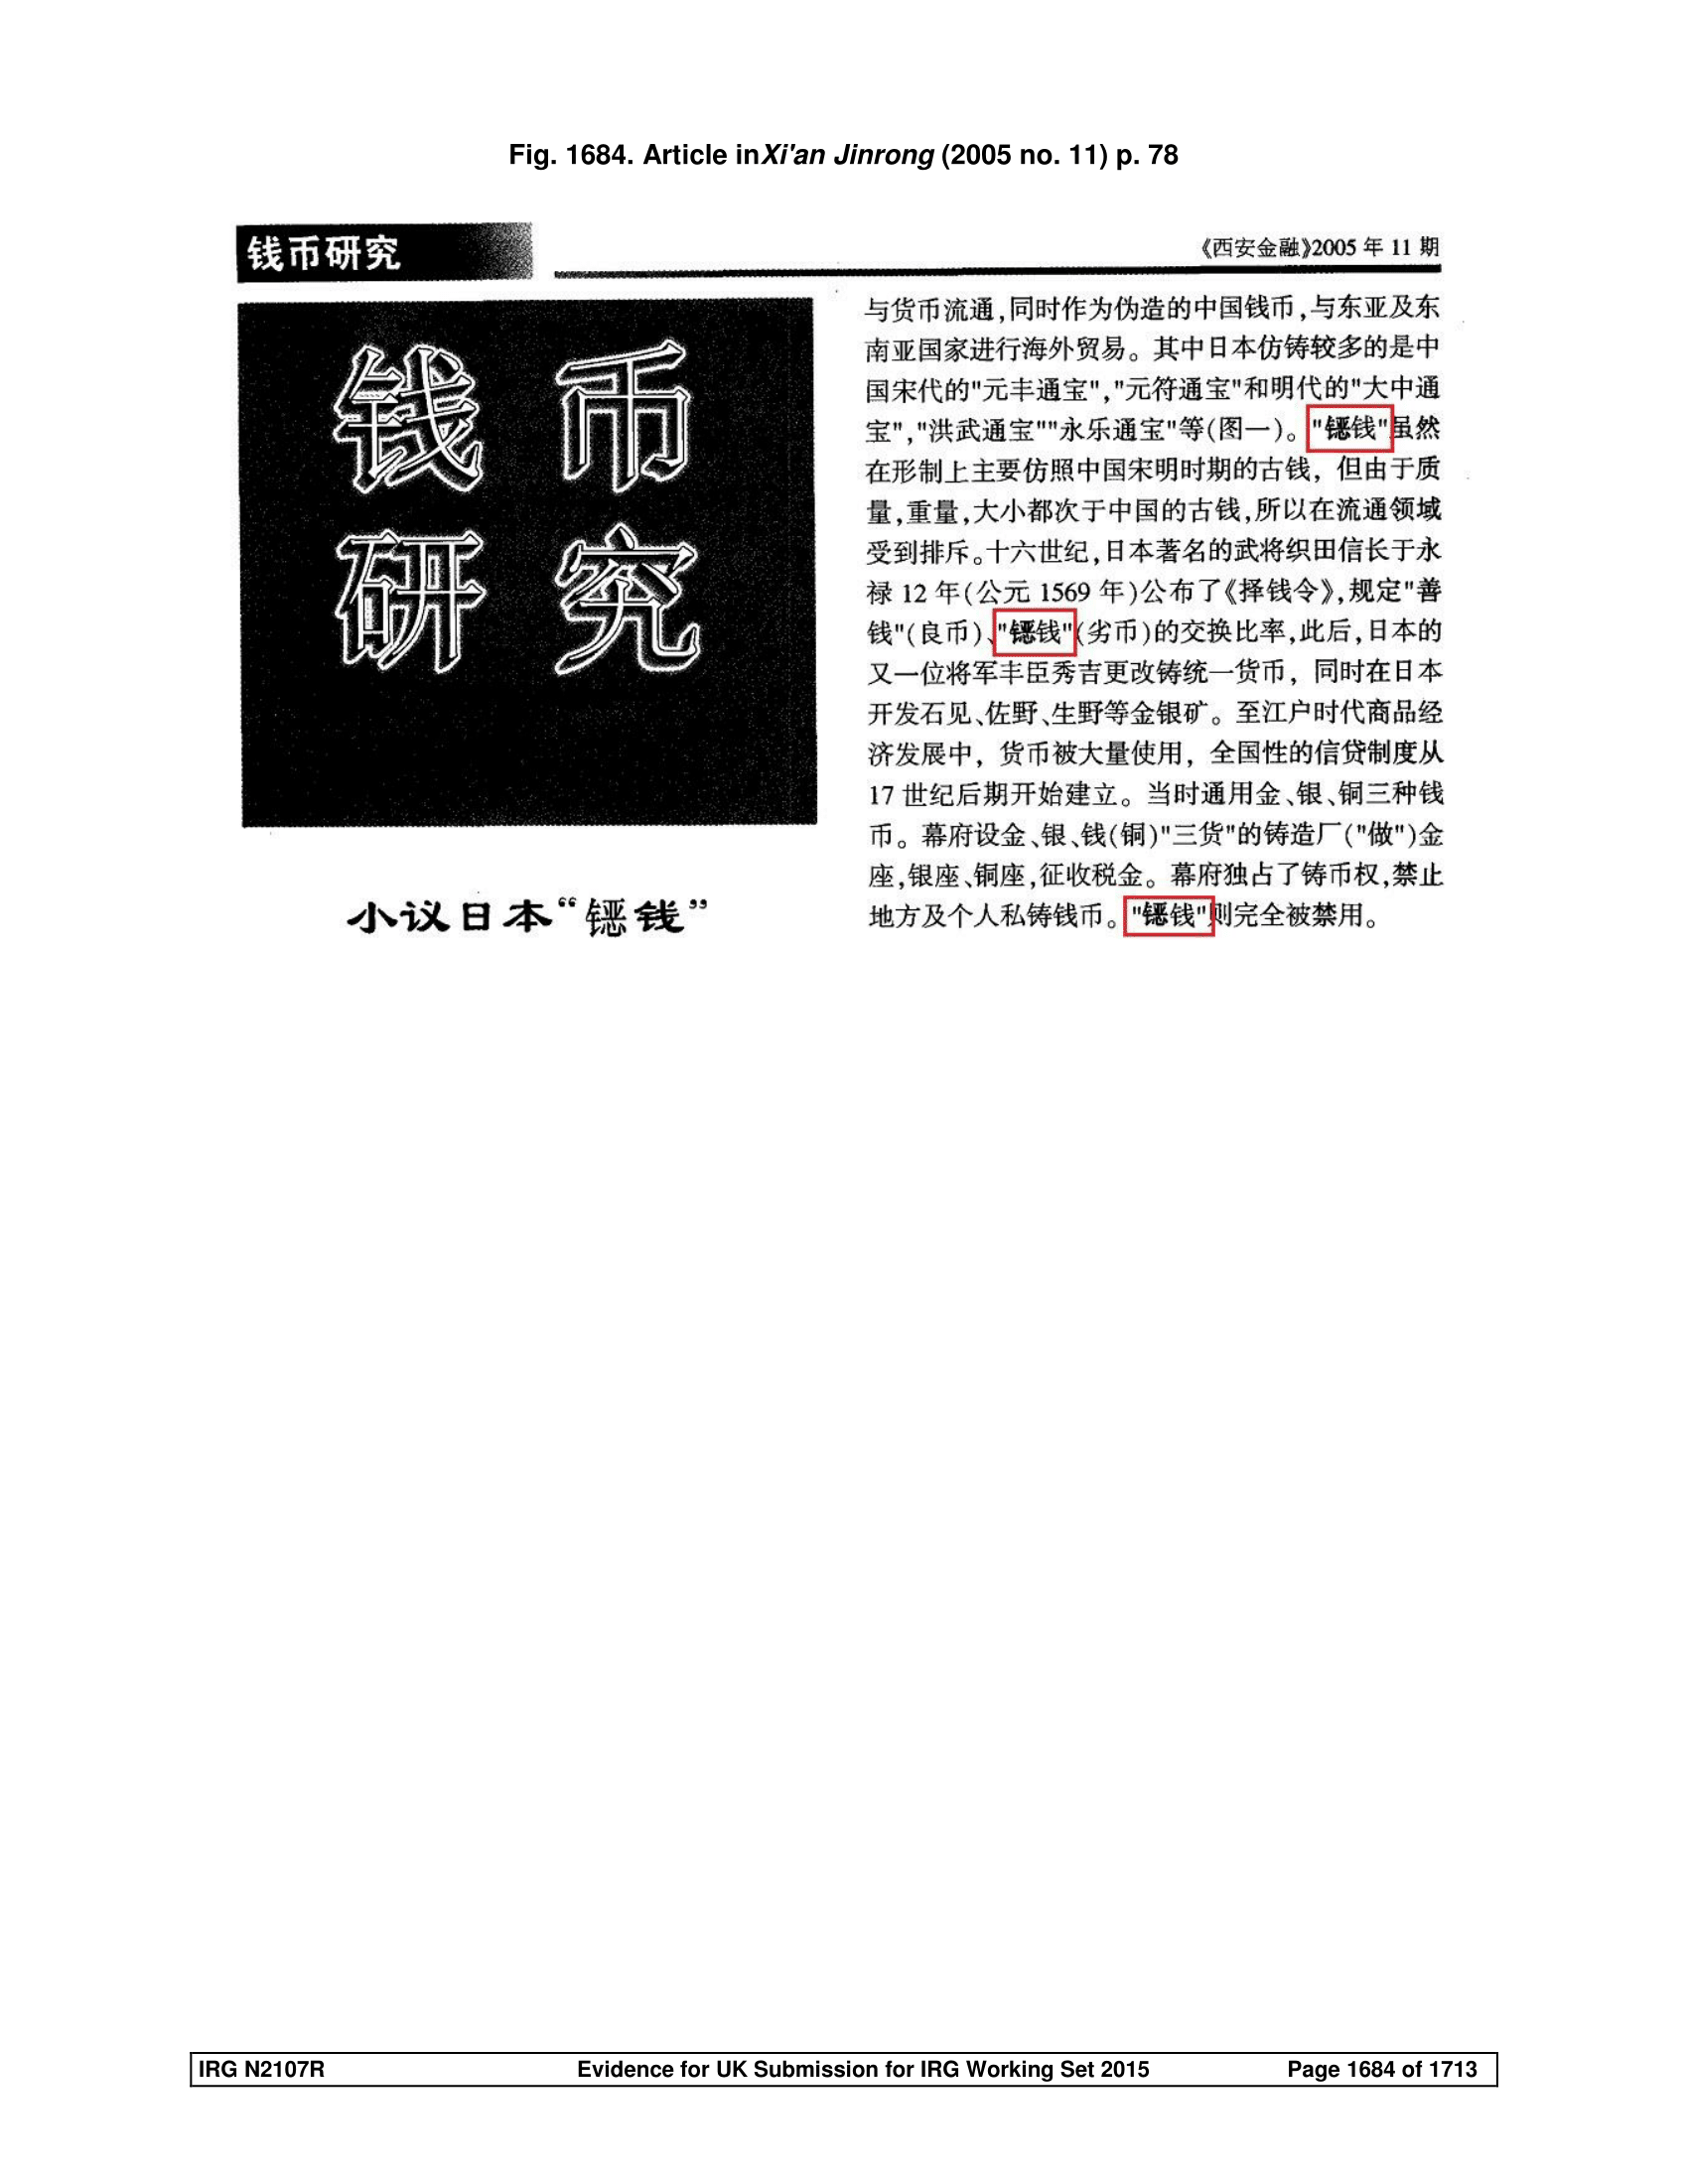 Fig. 1684. Article in Xi'an Jinrong (2005 no. 11) p. 78
钱币研究
《西安金融》2005 年 11 期
钱 币
研 究
小议日本“⿰钅恶钱”
与货币流通,同时作为伪造的中国钱币,与东亚及东
南亚国家进行海外贸易。其中日本仿铸较多的是中
国宋代的"元丰通宝","元符通宝"和明代的"大中通
宝","洪武通宝""永乐通宝"等(图一)。"⿰钅恶钱"虽然
在形制上主要仿照中国宋明时期的古钱，但由于质
量,重量,大小都次于中国的古钱,所以在流通领域
受到排斥。十六世纪,日本著名的武将织田信长于永
禄 12 年(公元 1569 年)公布了《择钱令》,规定"善
钱"(良币)、"⿰钅恶钱"(劣币)的交换比率,此后,日本的
又一位将军丰臣秀吉更改铸统一货币，同时在日本
开发石见、佐野、生野等金银矿。至江户时代商品经
济发展中，货币被大量使用，全国性的信贷制度从
17 世纪后期开始建立。当时通用金、银、铜三种钱
币。幕府设金、银、钱(铜)"三货"的铸造厂("做")金
座,银座、铜座,征收税金。幕府独占了铸币权,禁止
地方及个人私铸钱币。"⿰钅恶钱"则完全被禁用。
IRG N2107R
Evidence for UK Submission for IRG Working Set 2015
Page 1684 of 1713